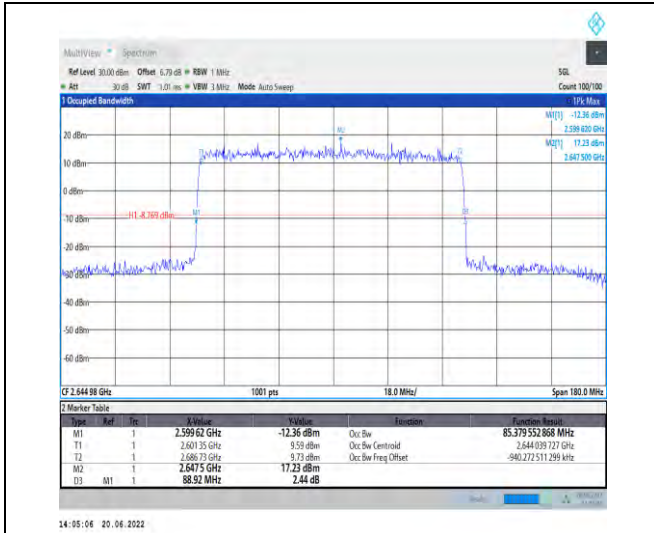 MultiView Spectrum
Ref Level 30.00 dBm Offset 6.79 dB RBW 1 MHz SGL
Att 30 dB SWT 1.01 ms VBW 3 MHz Mode Auto Sweep Count 100/100
1 Occupied Bandwidth 1Pk Max
M1[1] -12.36 dBm
2.599 620 GHz
M2[1] 17.23 dBm
2.647 500 GHz
20 dBm
M2
T1
T2
10 dBm
0 dBm
H1 -8.769 dBm
M1
-10 dBm
-20 dBm
-30 dBm
-40 dBm
-50 dBm
-60 dBm
CF 2.644 98 GHz 1001 pts 18.0 MHz/ Span 180.0 MHz
2 Marker Table
Type Ref Trc X-Value Y-Value Function Function Result
M1 1 2.599 62 GHz -12.36 dBm Occ Bw 85.379 552 868 MHz
T1 1 2.601 35 GHz 9.59 dBm Occ Bw Centroid 2.644 039 727 GHz
T2 1 2.686 73 GHz 9.73 dBm Occ Bw Freq Offset -940.272 511 299 kHz
M2 1 2.647 5 GHz 17.23 dBm
D3 M1 1 88.92 MHz 2.44 dB
14:05:06 20.06.2022